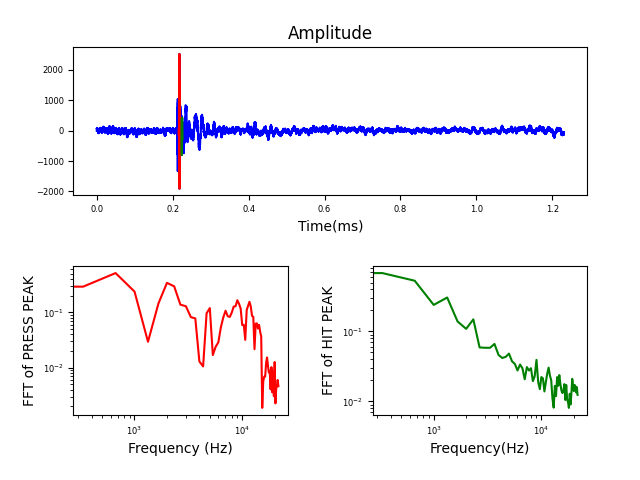 Amplitude
2000
1000
0
−1000
−2000
0.0 0.2 0.4 0.6 0.8 1.0 1.2
Time(ms)
FFT of PRESS PEAK
10⁻¹
10⁻²
10³ 10⁴
Frequency (Hz)
FFT of HIT PEAK
10⁻¹
10⁻²
10³ 10⁴
Frequency(Hz)